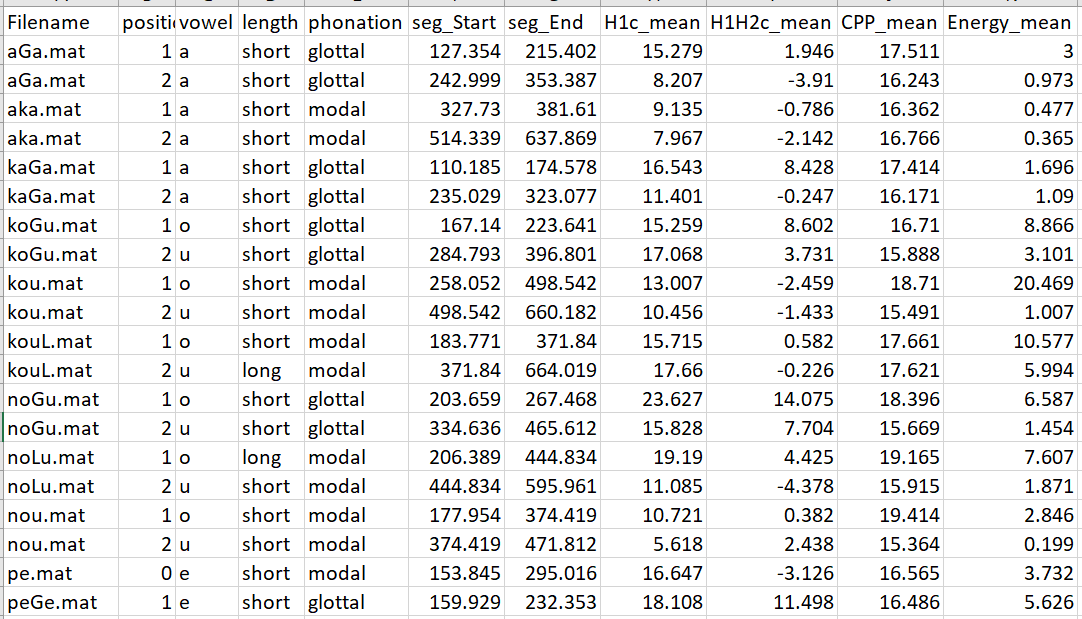 Filename positi vowel length phonation seg_Start seg_End H1c_mean H1H2c_mean CPP_mean Energy_mean
aGa.mat 1 a short glottal 127.354 215.402 15.279 1.946 17.511 3
aGa.mat 2 a short glottal 242.999 353.387 8.207 -3.91 16.243 0.973
aka.mat 1 a short modal 327.73 381.61 9.135 -0.786 16.362 0.477
aka.mat 2 a short modal 514.339 637.869 7.967 -2.142 16.766 0.365
kaGa.mat 1 a short glottal 110.185 174.578 16.543 8.428 17.414 1.696
kaGa.mat 2 a short glottal 235.029 323.077 11.401 -0.247 16.171 1.09
koGu.mat 1 o short glottal 167.14 223.641 15.259 8.602 16.71 8.866
koGu.mat 2 u short glottal 284.793 396.801 17.068 3.731 15.888 3.101
kou.mat 1 o short modal 258.052 498.542 13.007 -2.459 18.71 20.469
kou.mat 2 u short modal 498.542 660.182 10.456 -1.433 15.491 1.007
kouL.mat 1 o short modal 183.771 371.84 15.715 0.582 17.661 10.577
kouL.mat 2 u long modal 371.84 664.019 17.66 -0.226 17.621 5.994
noGu.mat 1 o short glottal 203.659 267.468 23.627 14.075 18.396 6.587
noGu.mat 2 u short glottal 334.636 465.612 15.828 7.704 15.669 1.454
noLu.mat 1 o long modal 206.389 444.834 19.19 4.425 19.165 7.607
noLu.mat 2 u short modal 444.834 595.961 11.085 -4.378 15.915 1.871
nou.mat 1 o short modal 177.954 374.419 10.721 0.382 19.414 2.846
nou.mat 2 u short modal 374.419 471.812 5.618 2.438 15.364 0.199
pe.mat 0 e short modal 153.845 295.016 16.647 -3.126 16.565 3.732
peGe.mat 1 e short glottal 159.929 232.353 18.108 11.498 16.486 5.626